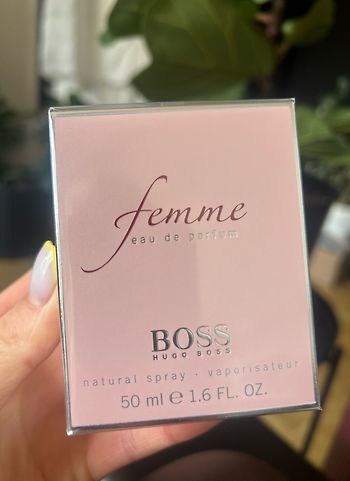 femme
eau de parfum
BOSS
HUGO BOSS
natural spray · vaporisateur
50 ml ℮ 1.6 FL. OZ.